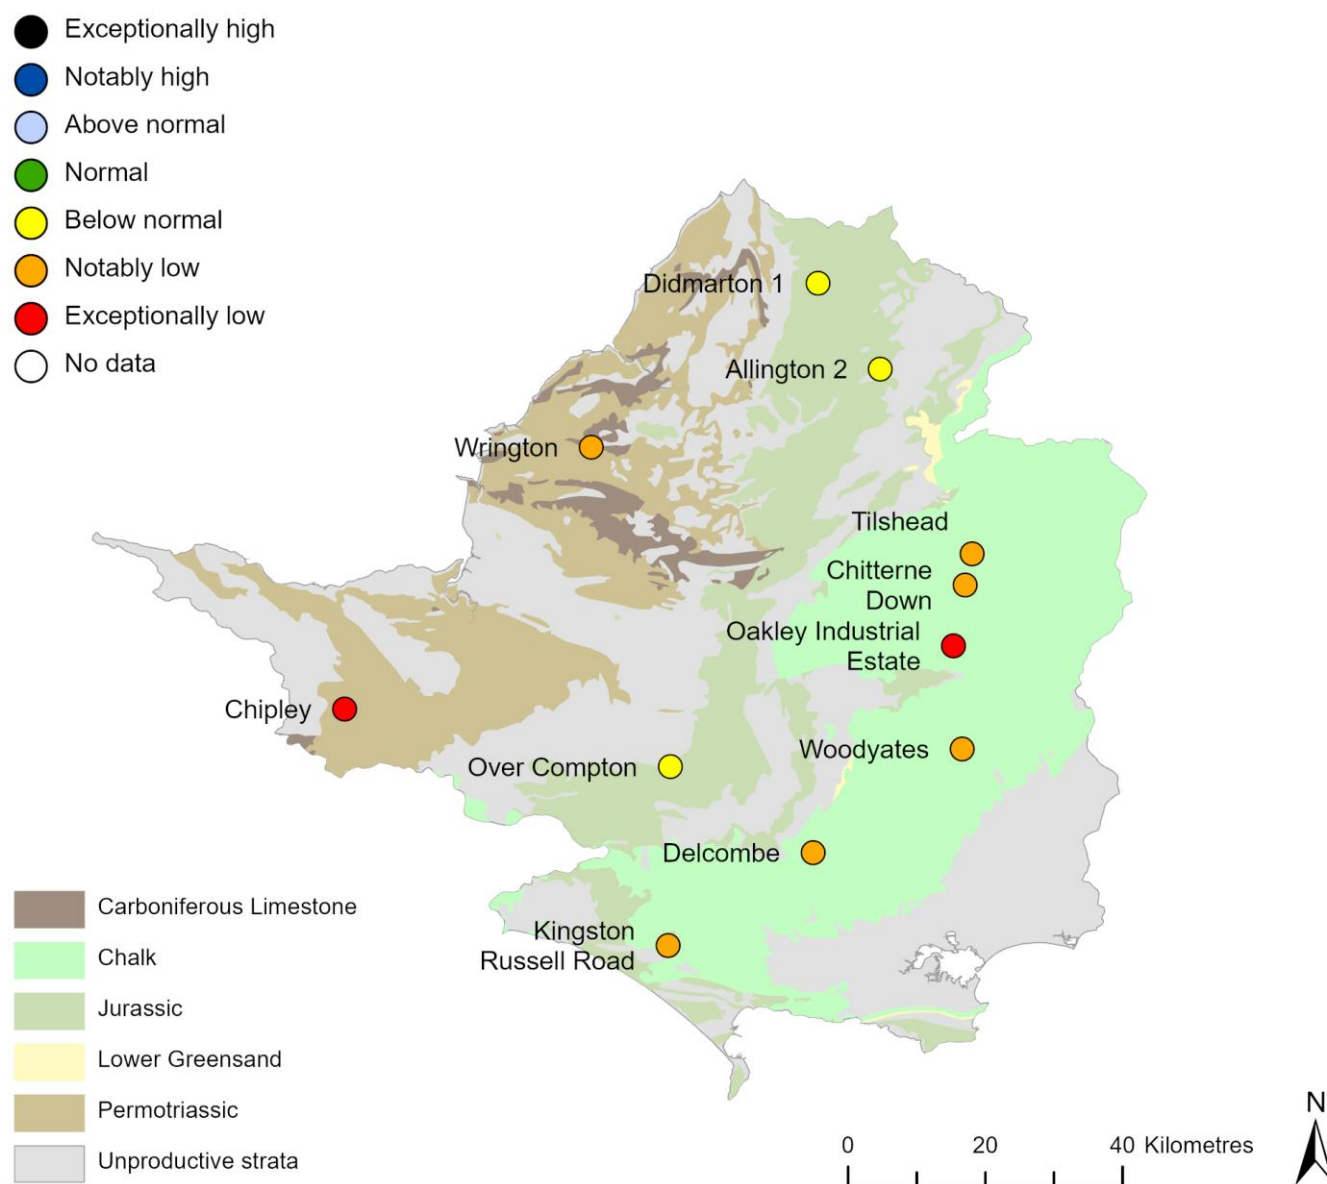 Exceptionally high
Notably high
Above normal
Normal
Below normal
Notably low
Exceptionally low
No data
Didmarton 1
Allington 2
Wrington
Tilshead
Chitterne
Down
Oakley Industrial
Estate
Chipley
Woodyates
Over Compton
Delcombe
Kingston
Russell Road
Carboniferous Limestone
Chalk
Jurassic
Lower Greensand
Permotriassic
Unproductive strata
0 20 40 Kilometres
N